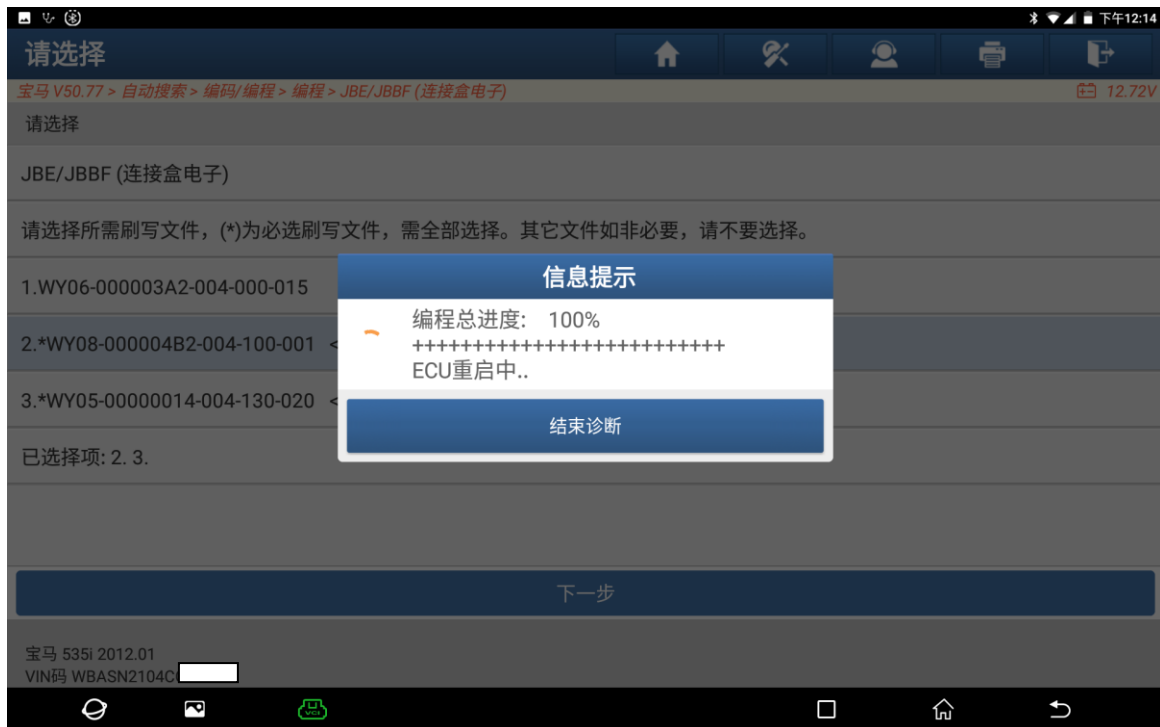 下午12:14
请选择
宝马 V50.77 > 自动搜索 > 编码/编程 > 编程 > JBE/JBBF (连接盒电子)
12.72V
请选择
JBE/JBBF (连接盒电子)
请选择所需刷写文件，(*)为必选刷写文件，需全部选择。其它文件如非必要，请不要选择。
信息提示
1.WY06-000003A2-004-000-015
编程总进度: 100%
2.*WY08-000004B2-004-100-001 <
++++++++++++++++++++++++++
ECU重启中..
3.*WY05-00000014-004-130-020 <
结束诊断
已选择项: 2. 3.
下一步
宝马 535i 2012.01
VIN码 WBASN2104C
VCI